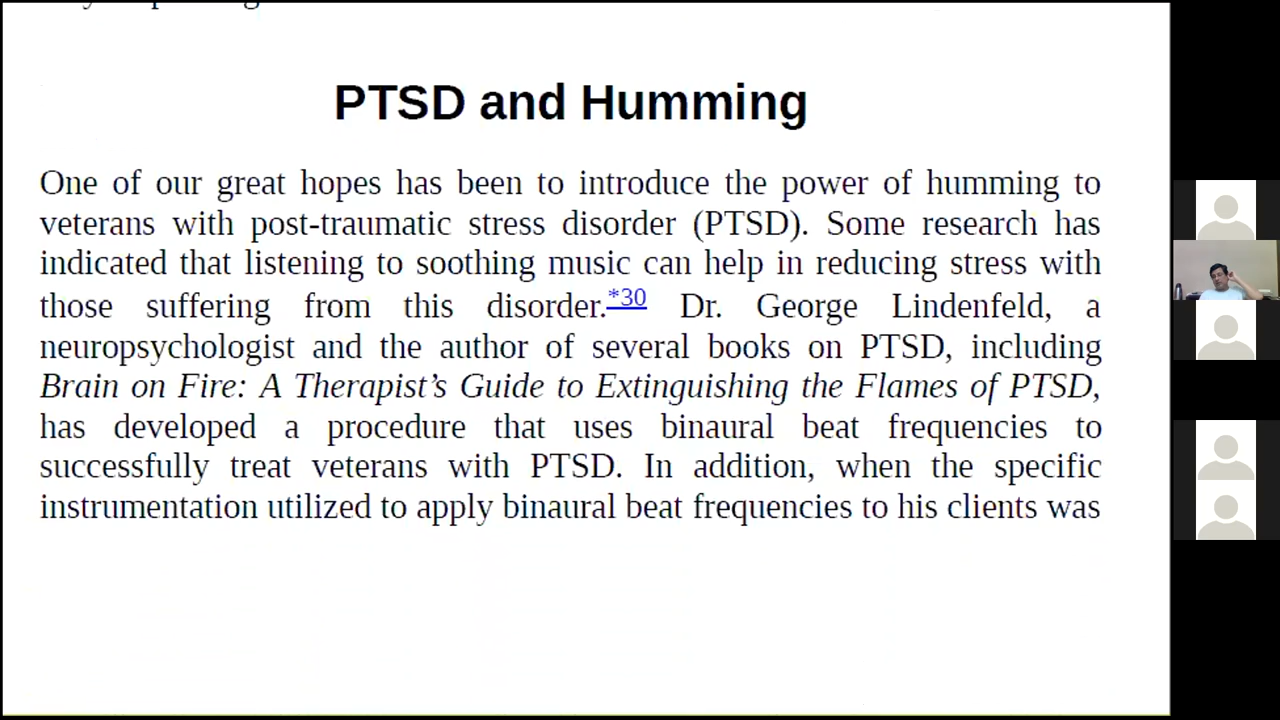 PTSD and Humming
One of our great hopes has been to introduce the power of humming to
veterans with post-traumatic stress disorder (PTSD). Some research has
indicated that listening to soothing music can help in reducing stress with
those suffering from this disorder.*30 Dr. George Lindenfeld, a
neuropsychologist and the author of several books on PTSD, including
Brain on Fire: A Therapist’s Guide to Extinguishing the Flames of PTSD,
has developed a procedure that uses binaural beat frequencies to
successfully treat veterans with PTSD. In addition, when the specific
instrumentation utilized to apply binaural beat frequencies to his clients was